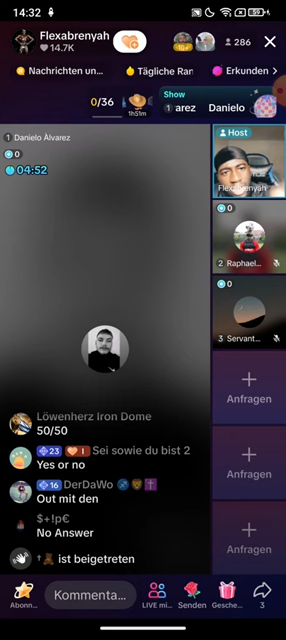 14:32
59
Flexabrenyah
14.7K
286
Nachrichten un...
Tägliche Ran
Erkunden
0/36
1h51m
Show
1 arez Danielo
1 Danielo Álvarez
0
04:52
Host
Flexabrenyah
0
2 Raphael...
0
3 Servant...
Anfragen
Anfragen
Anfragen
Löwenherz Iron Dome
50/50
23 I Sei sowie du bist 2
Yes or no
16 DerDaWo
Out mit den
$+!p€
No Answer
ist beigetreten
Abonn...
Kommenta...
LIVE mi...
Senden
Gesche...
3